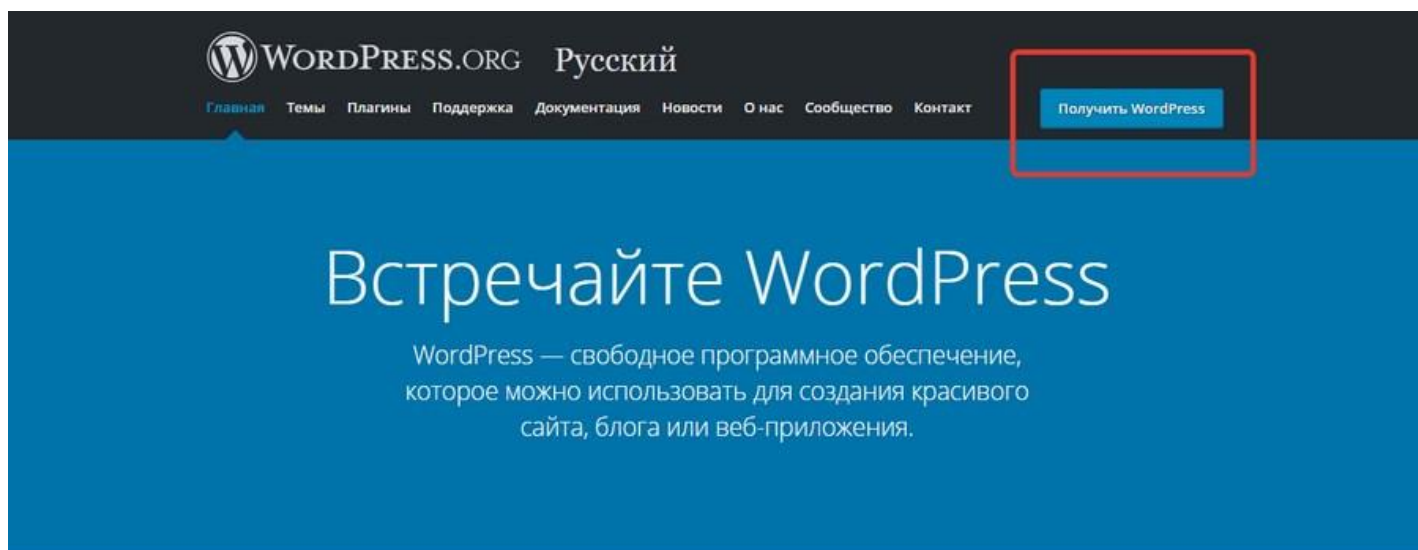 WORDPRESS.ORG Русский
Главная Темы Плагины Поддержка Документация Новости О нас Сообщество Контакт Получить WordPress
Встречайте WordPress
WordPress — свободное программное обеспечение,
которое можно использовать для создания красивого
сайта, блога или веб-приложения.